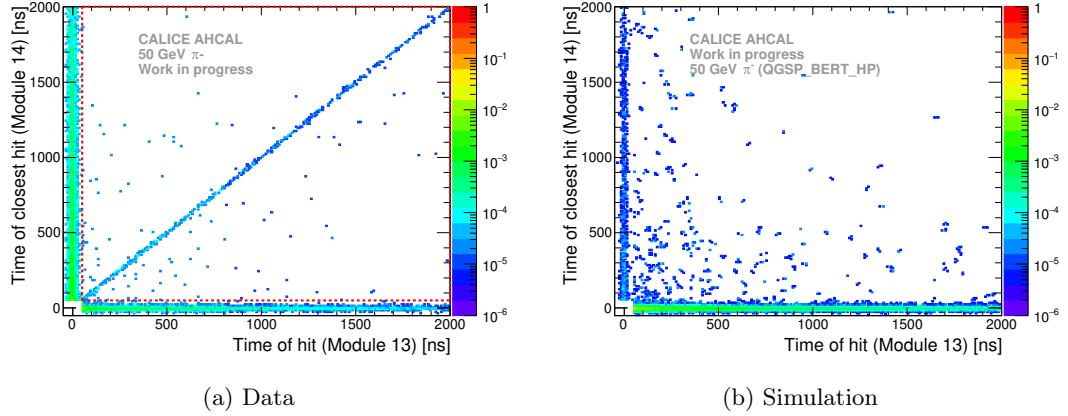 CALICE AHCAL
50 GeV π-
Work in progress
Time of closest hit (Module 14) [ns]
2000
1500
1000
500
0
0 500 1000 1500 2000
Time of hit (Module 13) [ns]
1
10⁻¹
10⁻²
10⁻³
10⁻⁴
10⁻⁵
10⁻⁶
(a) Data
CALICE AHCAL
Work in progress
50 GeV π⁻ (QGSP_BERT_HP)
Time of closest hit (Module 14) [ns]
2000
1500
1000
500
0
0 500 1000 1500 2000
Time of hit (Module 13) [ns]
1
10⁻¹
10⁻²
10⁻³
10⁻⁴
10⁻⁵
10⁻⁶
(b) Simulation